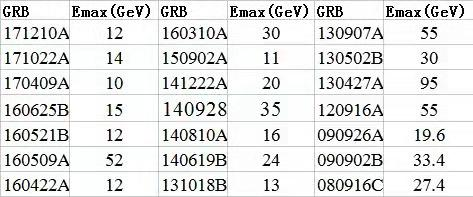 GRB Emax(GeV) GRB Emax(GeV) GRB Emax(GeV)
171210A 12 160310A 30 130907A 55
171022A 14 150902A 11 130502B 30
170409A 10 141222A 20 130427A 95
160625B 15 140928 35 120916A 55
160521B 12 140810A 16 090926A 19.6
160509A 52 140619B 24 090902B 33.4
160422A 12 131018B 13 080916C 27.4